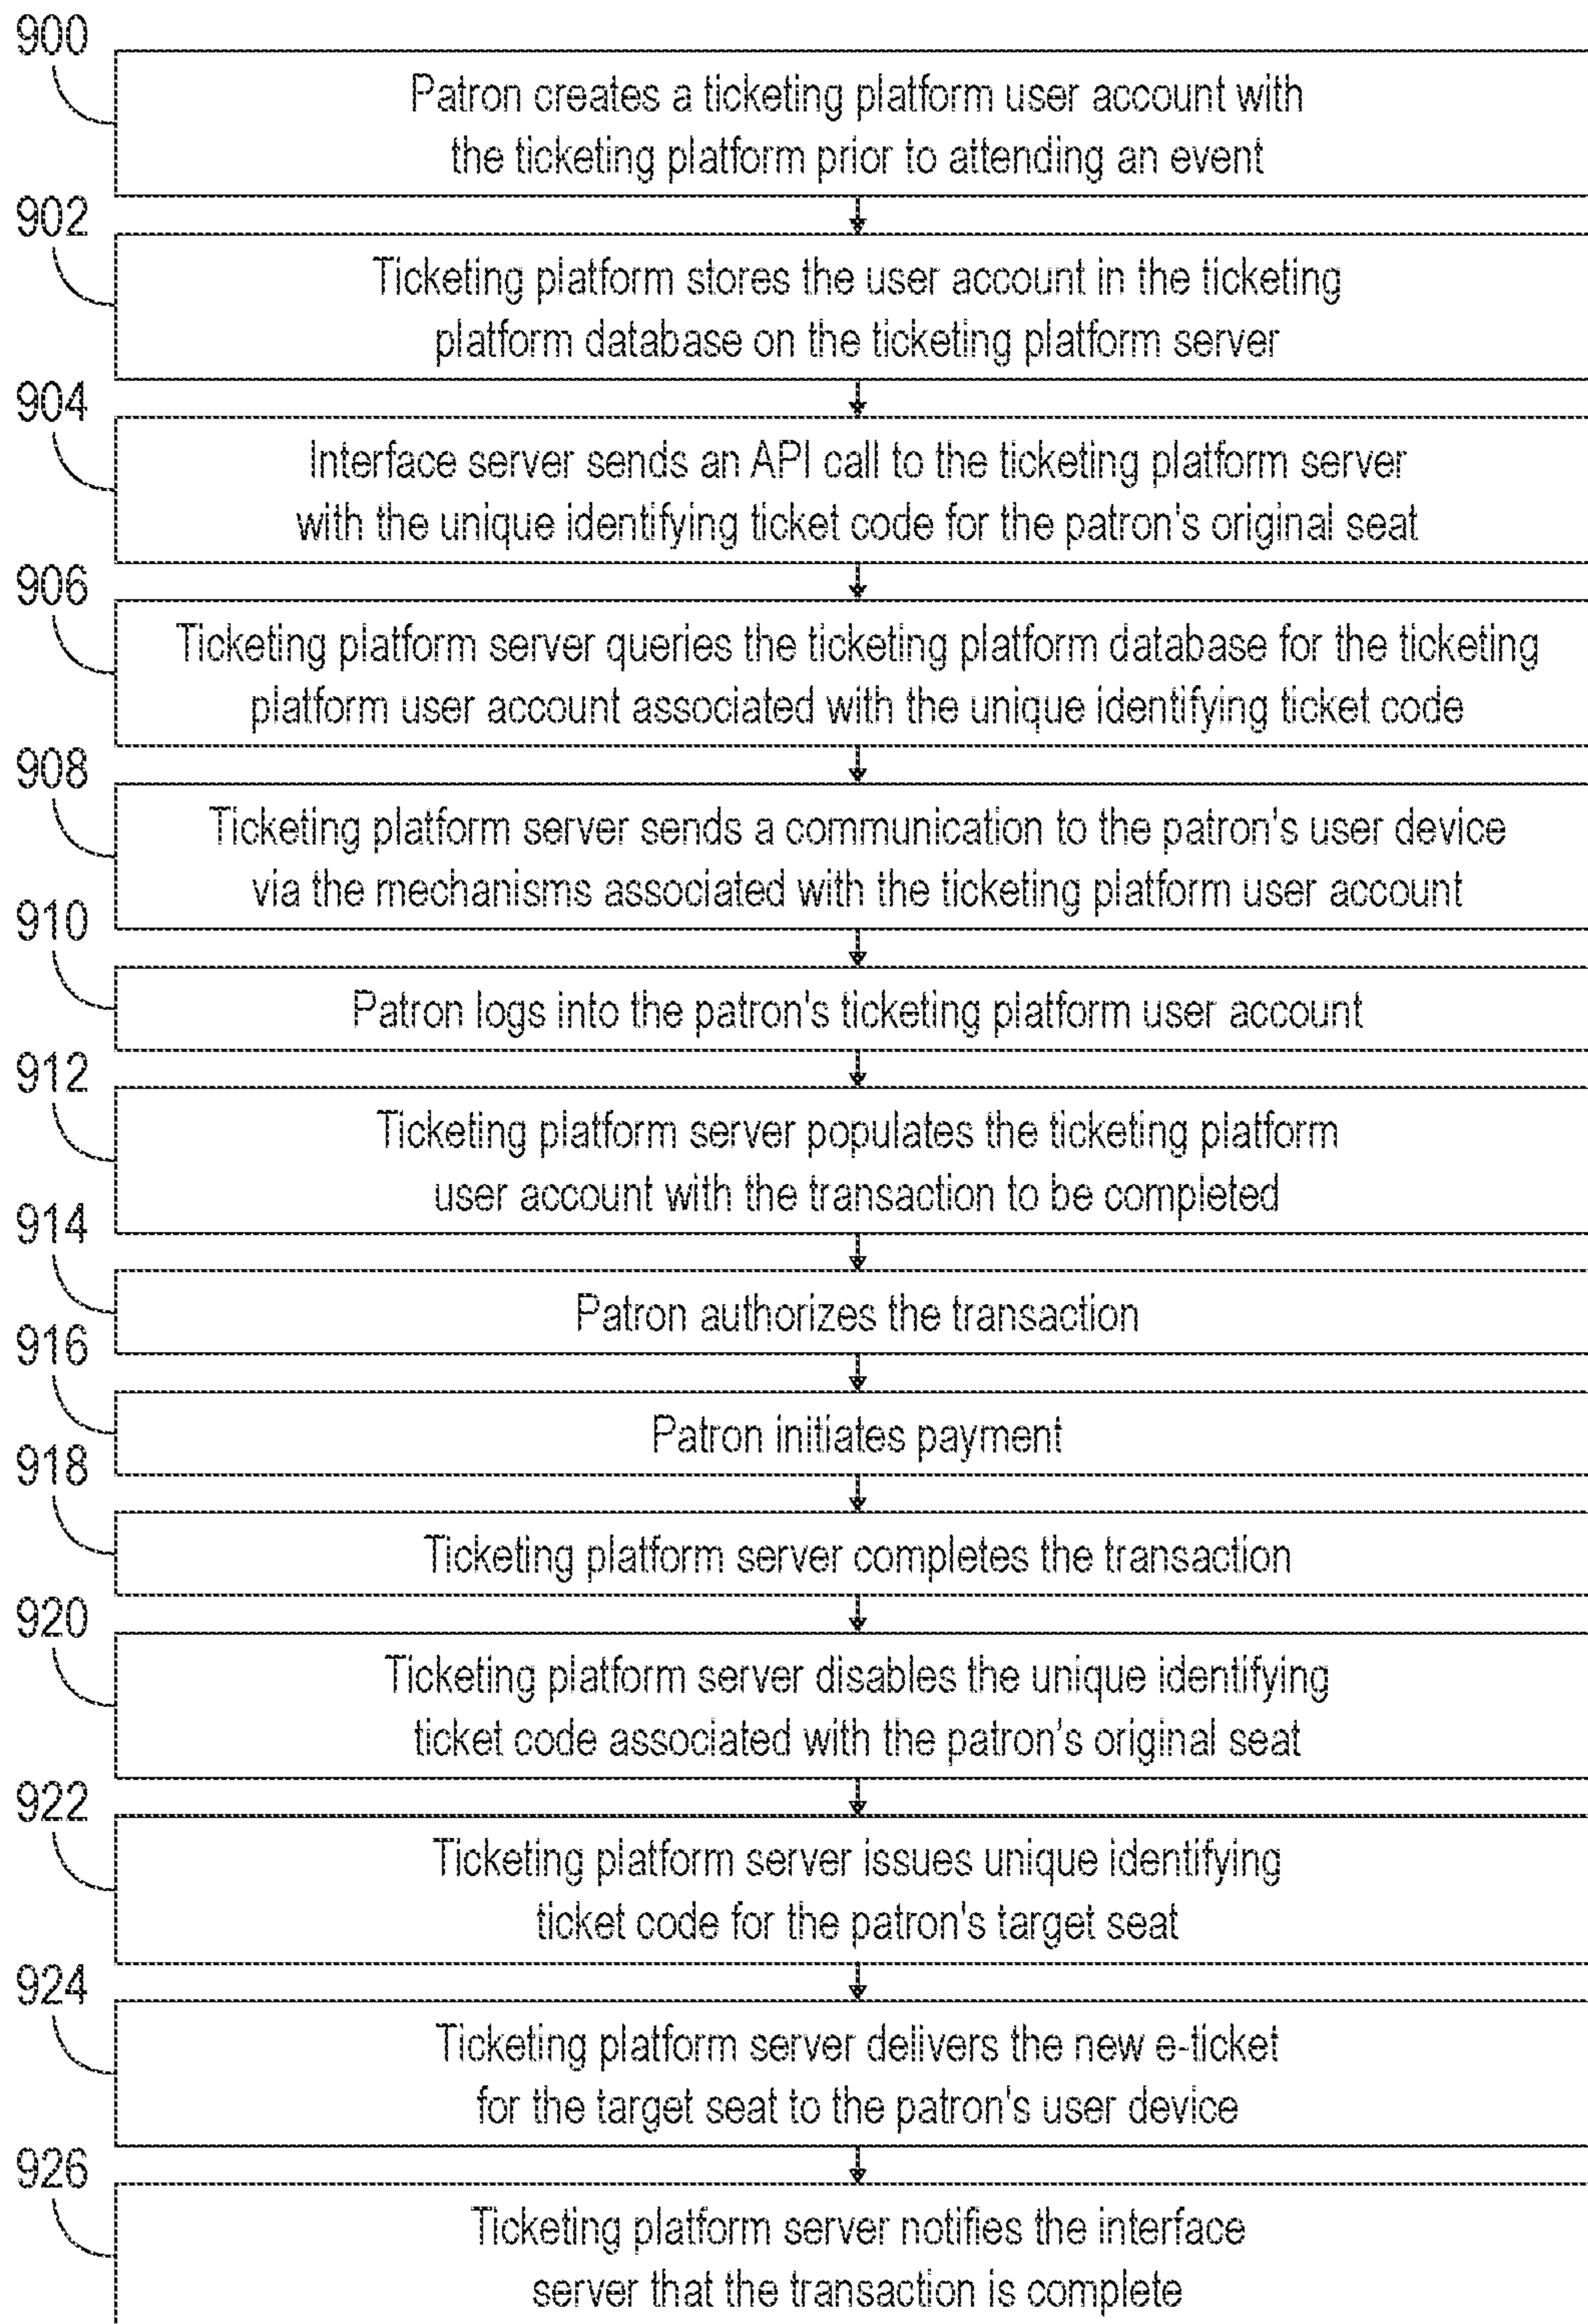 900
Patron creates a ticketing platform user account with
the ticketing platform prior to attending an event
902
Ticketing platform stores the user account in the ticketing
platform database on the ticketing platform server
904
Interface server sends an API call to the ticketing platform server
with the unique identifying ticket code for the patron's original seat
906
Ticketing platform server queries the ticketing platform database for the ticketing
platform user account associated with the unique identifying ticket code
908
Ticketing platform server sends a communication to the patron's user device
via the mechanisms associated with the ticketing platform user account
910
Patron logs into the patron's ticketing platform user account
912
Ticketing platform server populates the ticketing platform
user account with the transaction to be completed
914
Patron authorizes the transaction
916
Patron initiates payment
918
Ticketing platform server completes the transaction
920
Ticketing platform server disables the unique identifying
ticket code associated with the patron's original seat
922
Ticketing platform server issues unique identifying
ticket code for the patron's target seat
924
Ticketing platform server delivers the new e-ticket
for the target seat to the patron's user device
926
Ticketing platform server notifies the interface
server that the transaction is complete